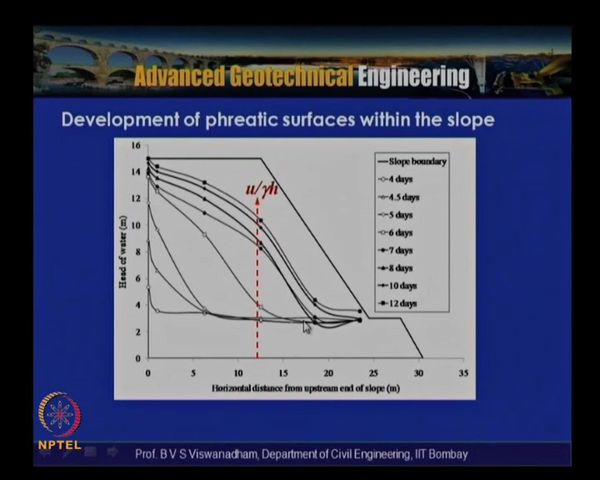 Advanced Geotechnical Engineering
Development of phreatic surfaces within the slope
16
14
12
10
8
6
4
2
0
Head of water (m)
u/γh
Slope boundary
4 days
4.5 days
5 days
6 days
7 days
8 days
10 days
12 days
0 5 10 15 20 25 30 35
Horizontal distance from upstream end of slope (m)
NPTEL
Prof. B V S Viswanadham, Department of Civil Engineering, IIT Bombay